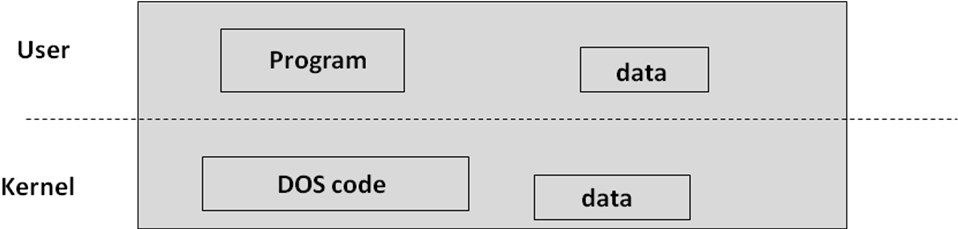 User
Program
data
Kernel
DOS code
data